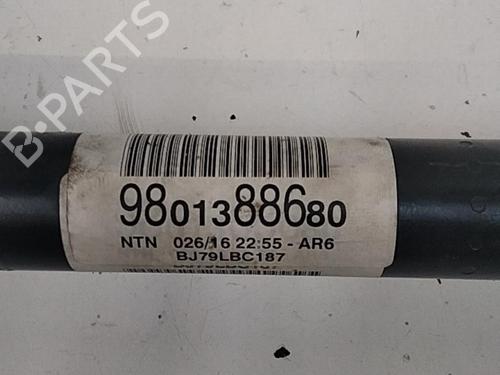 B-PARTS
9801388680
NTN 026/16 22:55 - AR6
BJ79LBC187